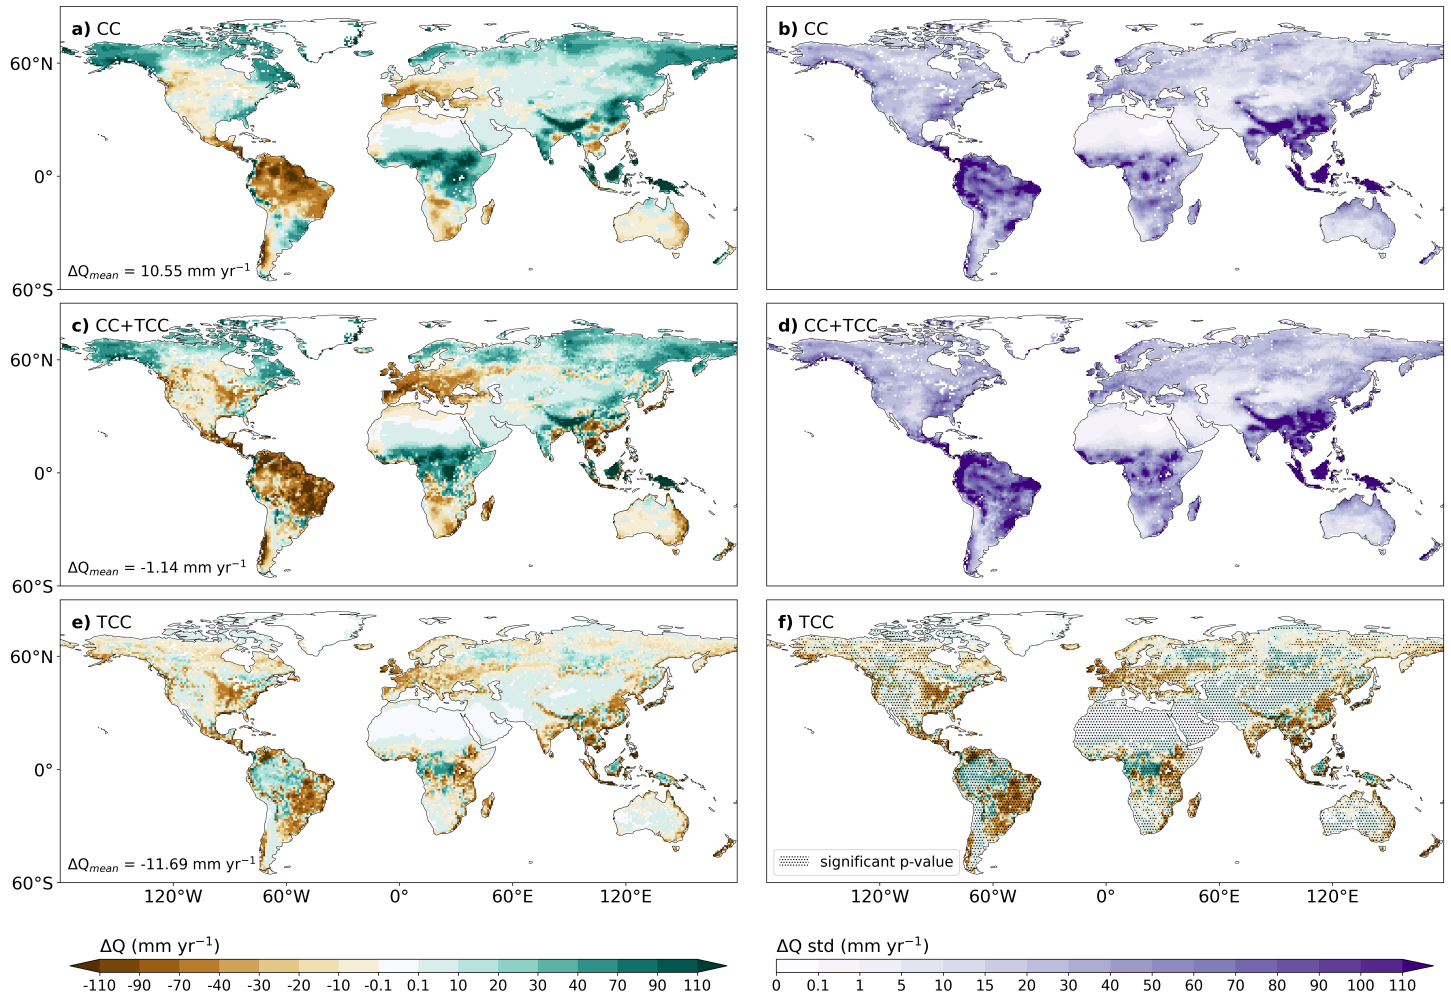 a) CC
60°N
0°
60°S
ΔQmean = 10.55 mm yr−1
b) CC
c) CC+TCC
60°N
0°
60°S
ΔQmean = -1.14 mm yr−1
d) CC+TCC
e) TCC
60°N
0°
60°S
ΔQmean = -11.69 mm yr−1
120°W 60°W 0° 60°E 120°E
f) TCC
significant p-value
120°W 60°W 0° 60°E 120°E
ΔQ (mm yr−1)
-110 -90 -70 -40 -30 -20 -10 -0.1 0.1 10 20 30 40 70 90 110
ΔQ std (mm yr−1)
0 0.1 1 5 10 15 20 30 40 50 60 70 80 90 100 110